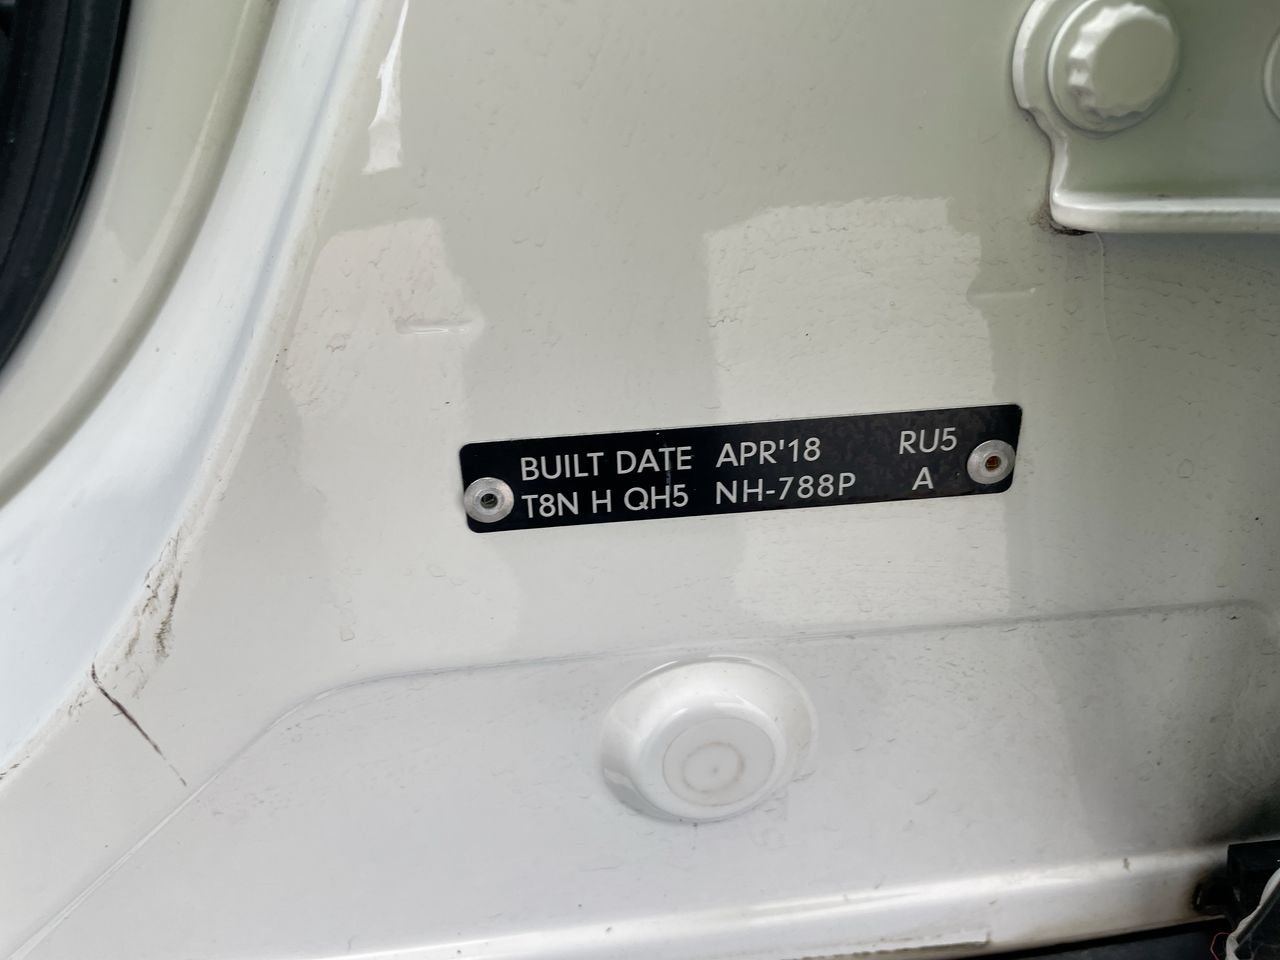 BUILT DATE APR'18 RU5
T8N H QH5 NH-788P A